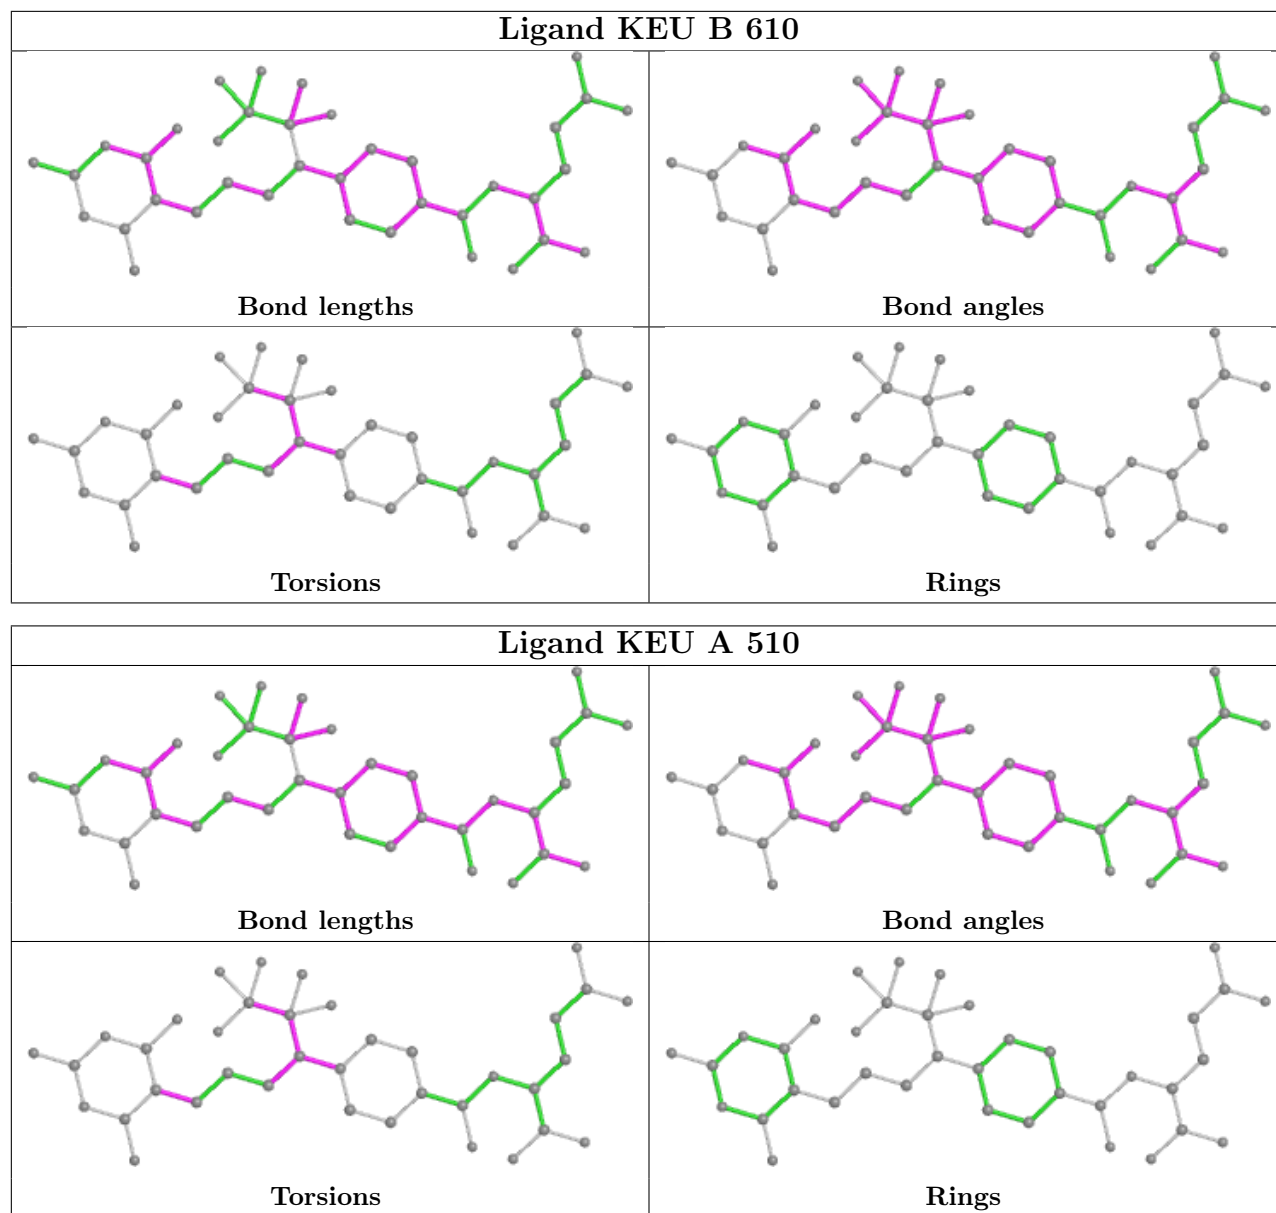 Ligand KEU B 610
Bond lengths
Bond angles
Torsions
Rings
Ligand KEU A 510
Bond lengths
Bond angles
Torsions
Rings